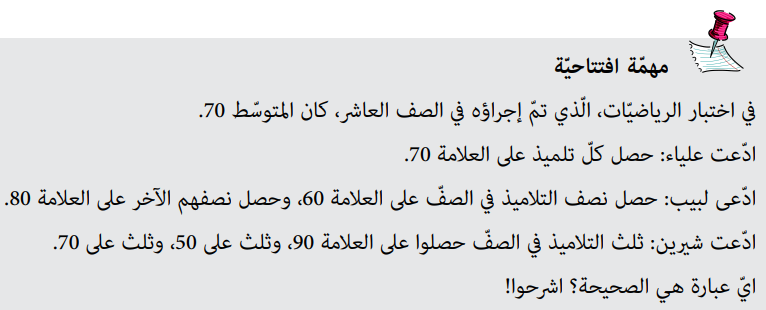 مهمّة افتتاحيّة
في اختبار الرياضيّات، الّذي تمّ إجراؤه في الصف العاشر، كان المتوسّط 70.
ادّعت علياء: حصل كلّ تلميذ على العلامة 70.
ادّعى لبيب: حصل نصف التلاميذ في الصفّ على العلامة 60، وحصل نصفهم الآخر على العلامة 80.
ادّعت شيرين: ثلث التلاميذ في الصفّ حصلوا على العلامة 90، وثلث على 50، وثلث على 70.
ايّ عبارة هي الصحيحة؟ اشرحوا!